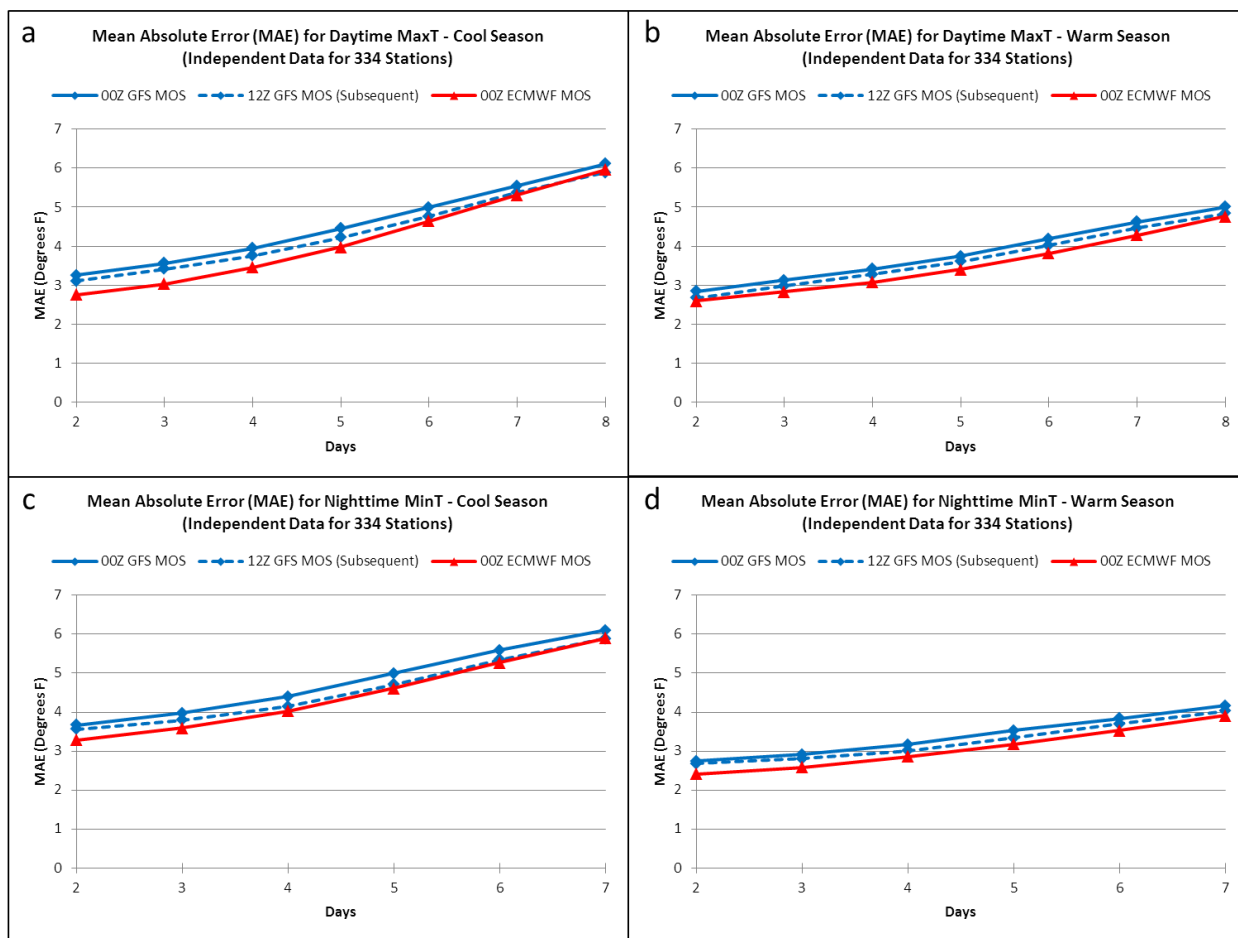 a
Mean Absolute Error (MAE) for Daytime MaxT - Cool Season
(Independent Data for 334 Stations)
00Z GFS MOS 12Z GFS MOS (Subsequent) 00Z ECMWF MOS
MAE (Degrees F)
7
6
5
4
3
2
1
0
2 3 4 5 6 7 8
Days
b
Mean Absolute Error (MAE) for Daytime MaxT - Warm Season
(Independent Data for 334 Stations)
00Z GFS MOS 12Z GFS MOS (Subsequent) 00Z ECMWF MOS
MAE (Degrees F)
7
6
5
4
3
2
1
0
2 3 4 5 6 7 8
Days
c
Mean Absolute Error (MAE) for Nighttime MinT - Cool Season
(Independent Data for 334 Stations)
00Z GFS MOS 12Z GFS MOS (Subsequent) 00Z ECMWF MOS
MAE (Degrees F)
7
6
5
4
3
2
1
0
2 3 4 5 6 7
Days
d
Mean Absolute Error (MAE) for Nighttime MinT - Warm Season
(Independent Data for 334 Stations)
00Z GFS MOS 12Z GFS MOS (Subsequent) 00Z ECMWF MOS
MAE (Degrees F)
7
6
5
4
3
2
1
0
2 3 4 5 6 7
Days